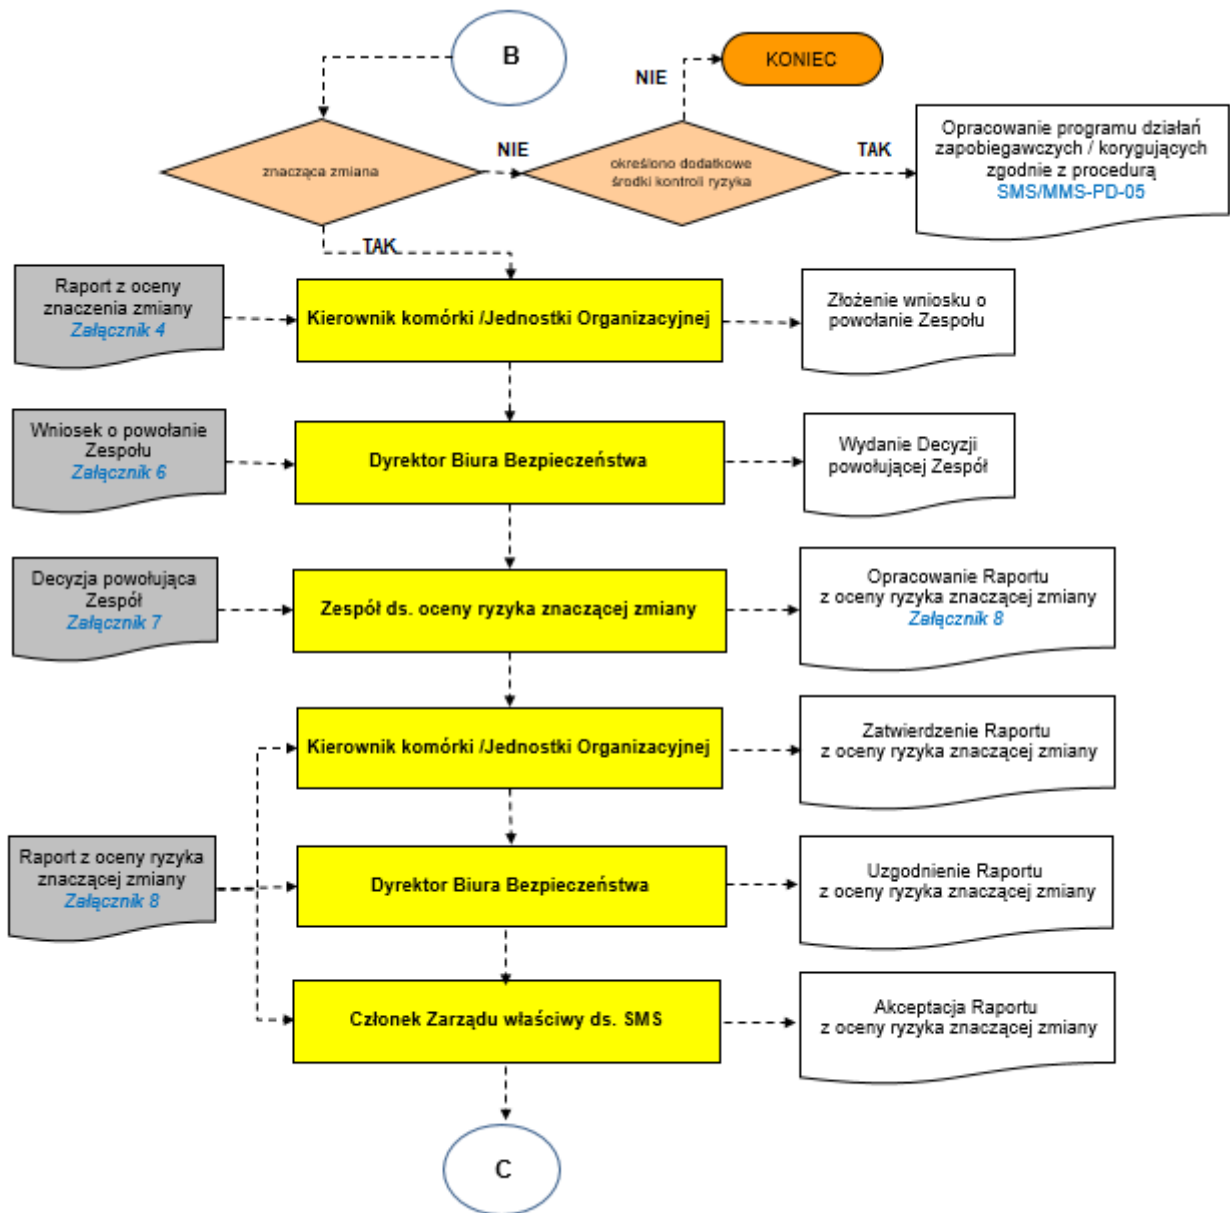 B
KONIEC
NIE
znacząca zmiana
NIE
określono dodatkowe
środki kontroli ryzyka
TAK
Opracowanie programu działań
zapobiegawczych / korygujących
zgodnie z procedurą
SMS/MMS-PD-05
TAK
Raport z oceny
znaczenia zmiany
Załącznik 4
Kierownik komórki /Jednostki Organizacyjnej
Złożenie wniosku o
powołanie Zespołu
Wniosek o powołanie
Zespołu
Załącznik 6
Dyrektor Biura Bezpieczeństwa
Wydanie Decyzji
powołującej Zespół
Decyzja powołująca
Zespół
Załącznik 7
Zespół ds. oceny ryzyka znaczącej zmiany
Opracowanie Raportu
z oceny ryzyka znaczącej zmiany
Załącznik 8
Kierownik komórki /Jednostki Organizacyjnej
Zatwierdzenie Raportu
z oceny ryzyka znaczącej zmiany
Raport z oceny ryzyka
znaczącej zmiany
Załącznik 8
Dyrektor Biura Bezpieczeństwa
Uzgodnienie Raportu
z oceny ryzyka znaczącej zmiany
Członek Zarządu właściwy ds. SMS
Akceptacja Raportu
z oceny ryzyka znaczącej zmiany
C